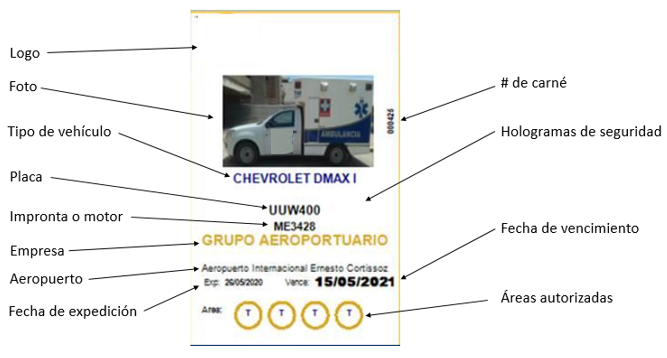 Logo
Foto
Tipo de vehículo
Placa
Impronta o motor
Empresa
Aeropuerto
Fecha de expedición
AMBULANCIA
000425
CHEVROLET DMAX I
UUW400
ME3428
GRUPO AEROPORTUARIO
Aeropuerto Internacional Ernesto Cortissoz
Exp: 26/05/2020 Vence: 15/05/2021
Area: T T T T
# de carné
Hologramas de seguridad
Fecha de vencimiento
Áreas autorizadas